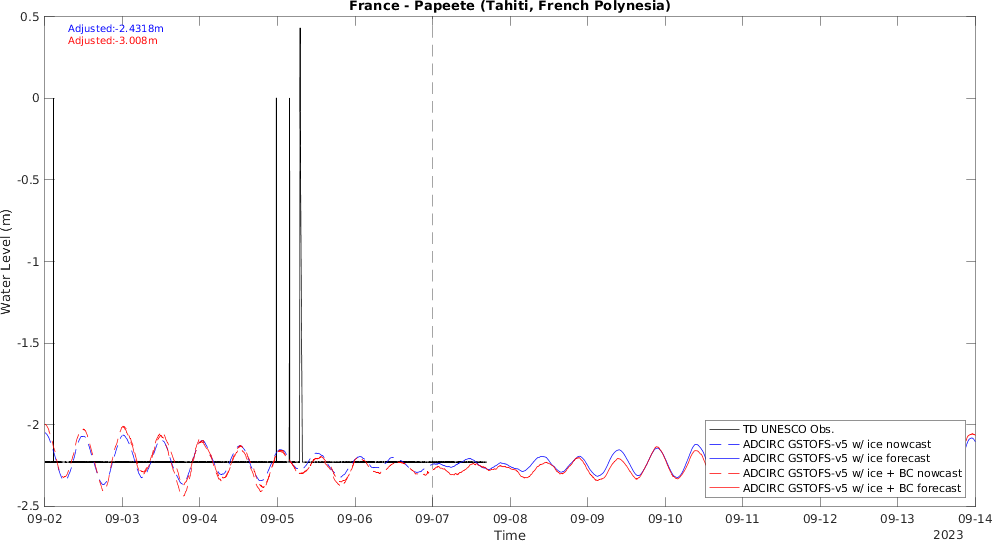 France - Papeete (Tahiti, French Polynesia)
Adjusted:-2.4318m
Adjusted:-3.008m
0.5
0
-0.5
-1
-1.5
-2
-2.5
Water Level (m)
TD UNESCO Obs.
ADCIRC GSTOFS-v5 w/ ice nowcast
ADCIRC GSTOFS-v5 w/ ice forecast
ADCIRC GSTOFS-v5 w/ ice + BC nowcast
ADCIRC GSTOFS-v5 w/ ice + BC forecast
09-02 09-03 09-04 09-05 09-06 09-07 09-08 09-09 09-10 09-11 09-12 09-13 09-14
Time
2023